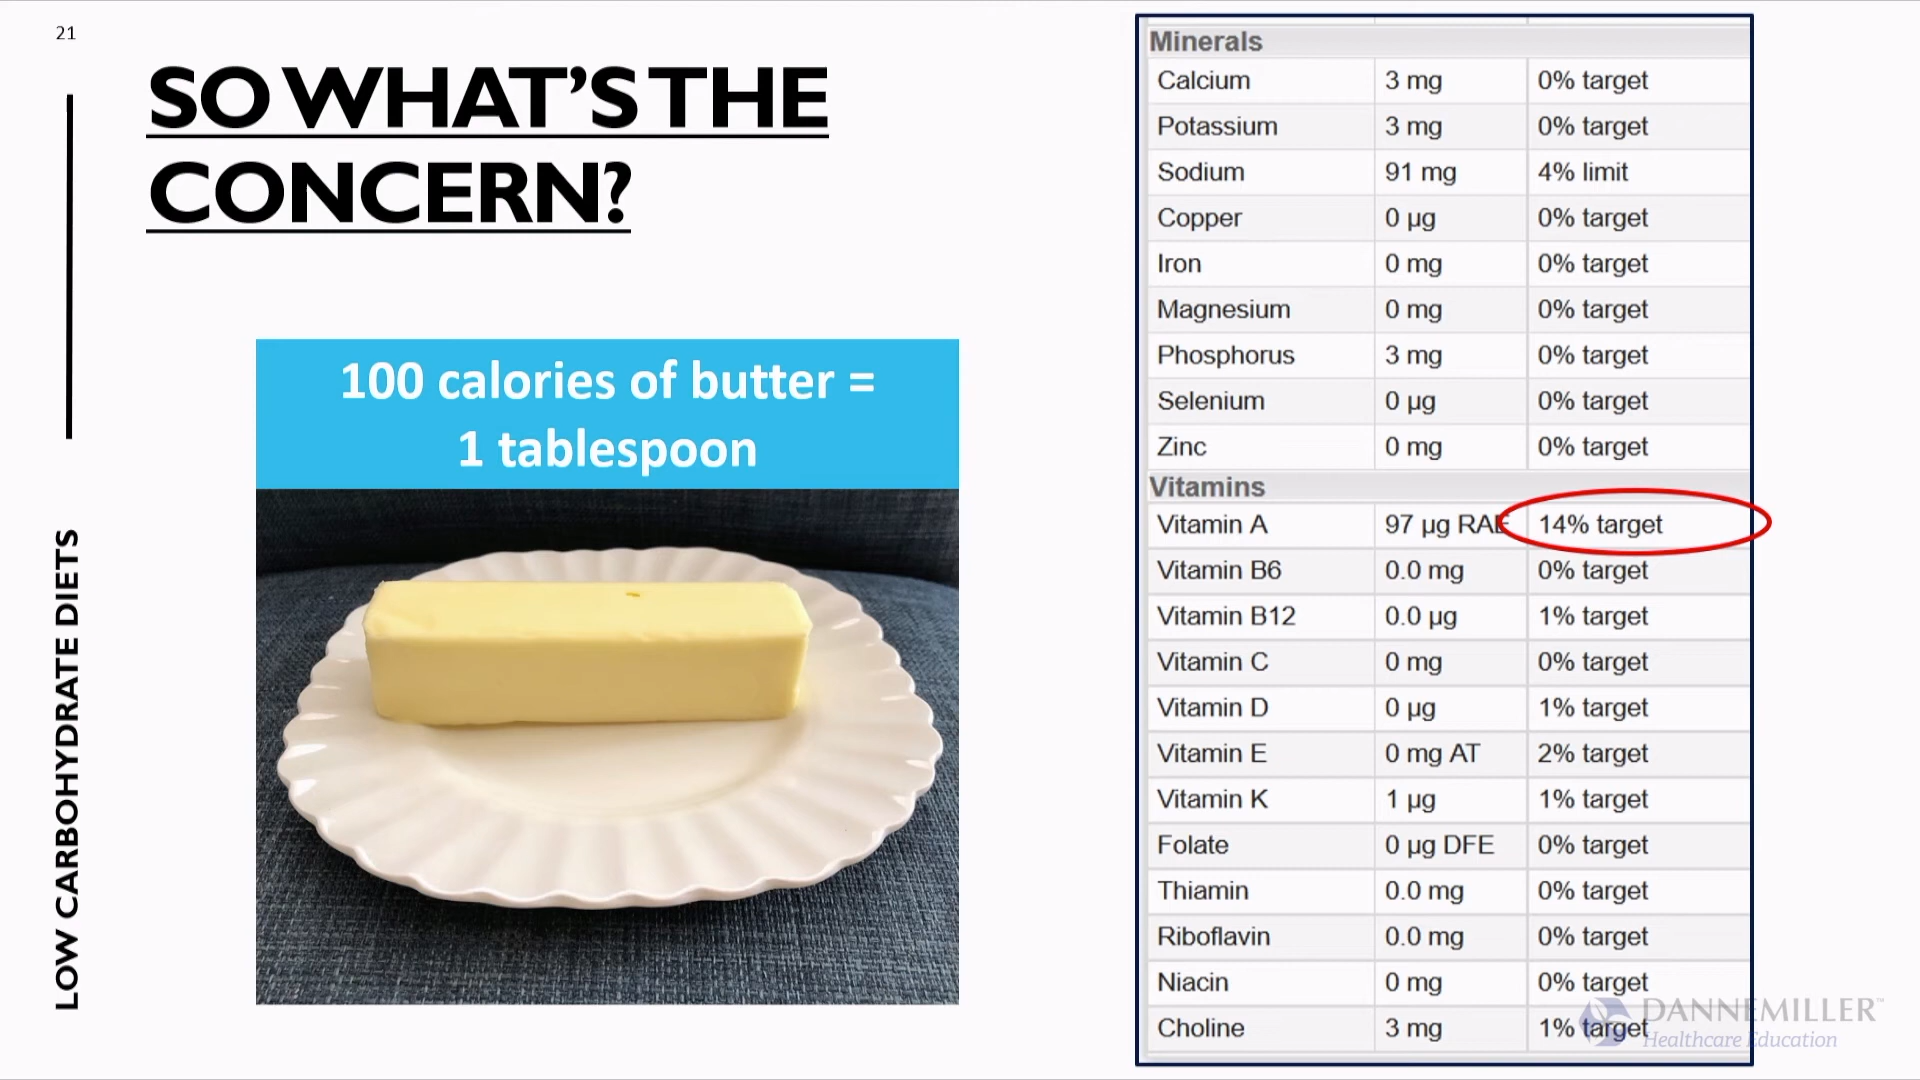 21
SO WHAT'S THE
CONCERN?
LOW CARBOHYDRATE DIETS
100 calories of butter =
1 tablespoon
Minerals
Calcium 3 mg 0% target
Potassium 3 mg 0% target
Sodium 91 mg 4% limit
Copper 0 µg 0% target
Iron 0 mg 0% target
Magnesium 0 mg 0% target
Phosphorus 3 mg 0% target
Selenium 0 µg 0% target
Zinc 0 mg 0% target
Vitamins
Vitamin A 97 µg RAE 14% target
Vitamin B6 0.0 mg 0% target
Vitamin B12 0.0 µg 1% target
Vitamin C 0 mg 0% target
Vitamin D 0 µg 1% target
Vitamin E 0 mg AT 2% target
Vitamin K 1 µg 1% target
Folate 0 µg DFE 0% target
Thiamin 0.0 mg 0% target
Riboflavin 0.0 mg 0% target
Niacin 0 mg 0% target
Choline 3 mg 1% target
DANNEMILLER™
Healthcare Education